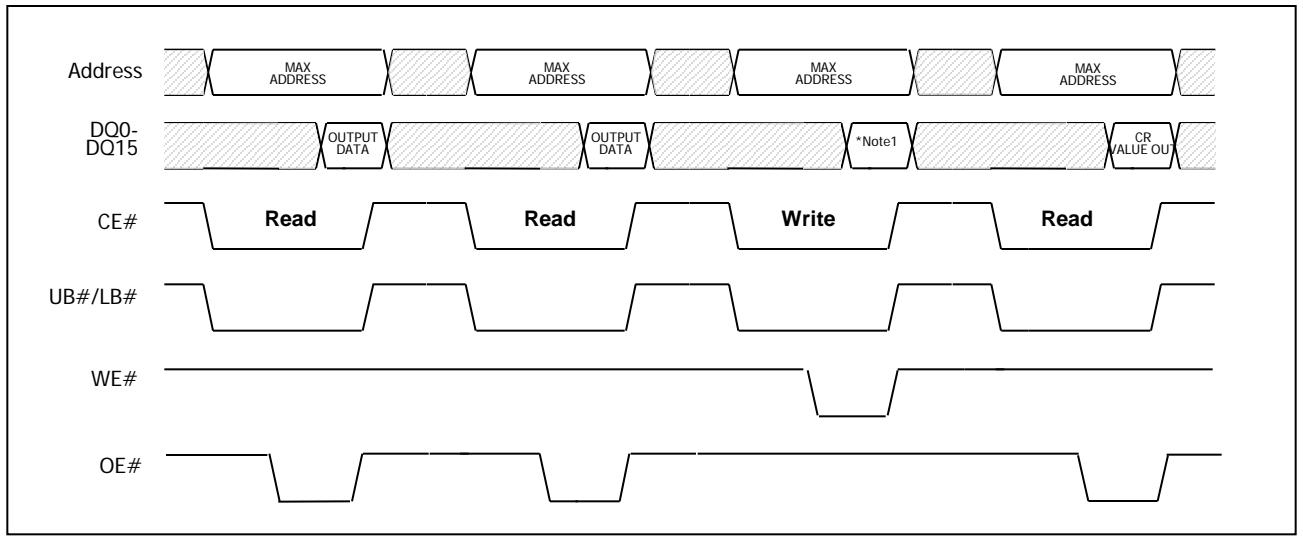 Address
MAX
ADDRESS
MAX
ADDRESS
MAX
ADDRESS
MAX
ADDRESS
DQ0-
DQ15
OUTPUT
DATA
OUTPUT
DATA
*Note1
CR
VALUE OUT
CE#
Read
Read
Write
Read
UB#/LB#
WE#
OE#